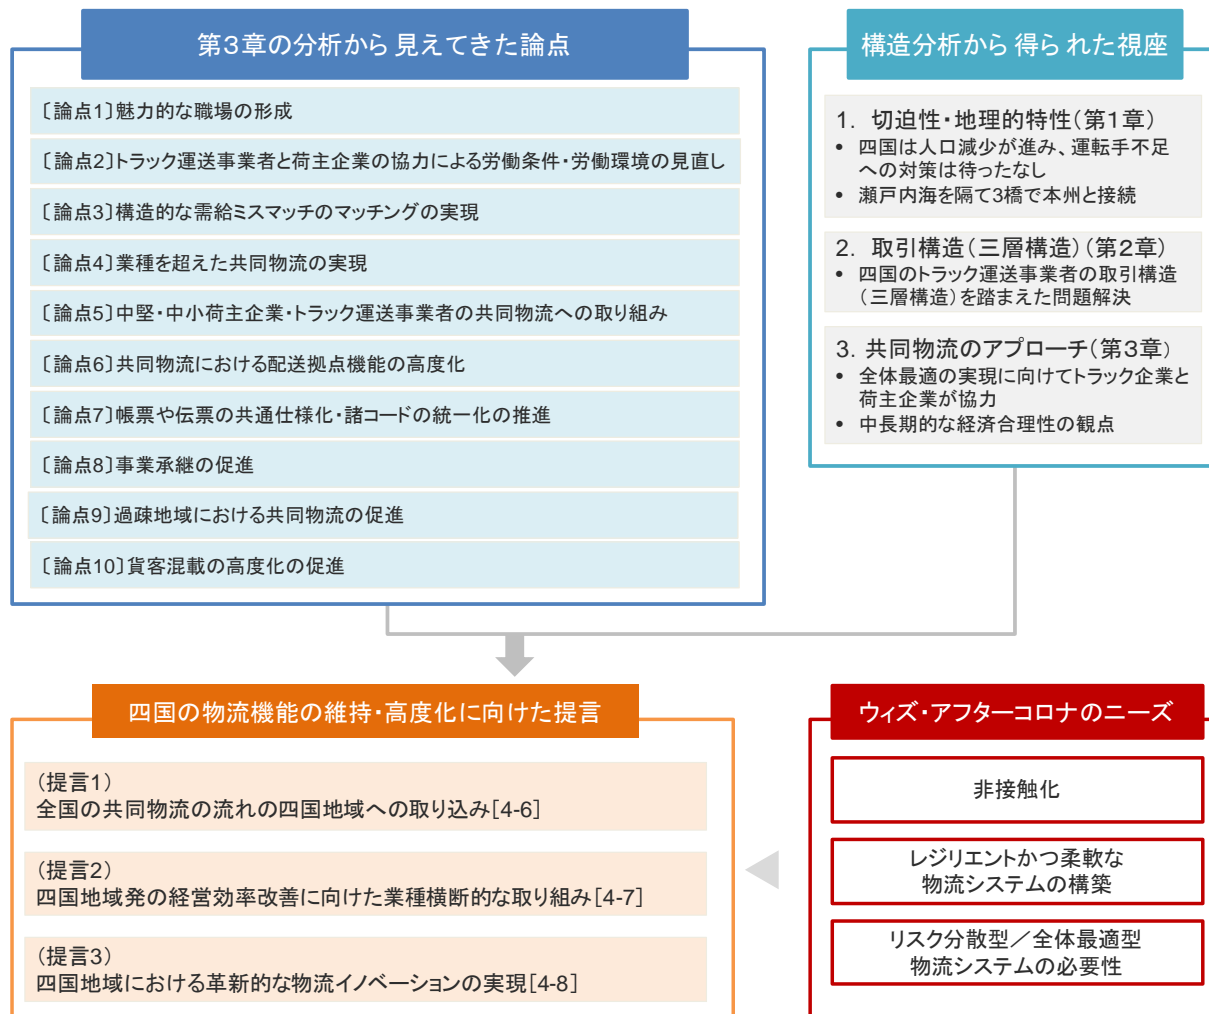 第3章の分析から見えてきた論点
〔論点1〕魅力的な職場の形成
〔論点2〕トラック運送事業者と荷主企業の協力による労働条件・労働環境の見直し
〔論点3〕構造的な需給ミスマッチのマッチングの実現
〔論点4〕業種を超えた共同物流の実現
〔論点5〕中堅・中小荷主企業・トラック運送事業者の共同物流への取り組み
〔論点6〕共同物流における配送拠点機能の高度化
〔論点7〕帳票や伝票の共通仕様化・諸コードの統一化の推進
〔論点8〕事業承継の促進
〔論点9〕過疎地域における共同物流の促進
〔論点10〕貨客混載の高度化の促進
構造分析から得られた視座
1. 切迫性・地理的特性(第1章)
• 四国は人口減少が進み、運転手不足
への対策は待ったなし
• 瀬戸内海を隔て3橋で本州と接続
2. 取引構造(三層構造)(第2章)
• 四国のトラック運送事業者の取引構造
(三層構造)を踏まえた問題解決
3. 共同物流のアプローチ(第3章)
• 全体最適の実現に向けてトラック企業と
荷主企業が協力
• 中長期的な経済合理性の観点
四国の物流機能の維持・高度化に向けた提言
(提言1)
全国の共同物流の流れの四国地域への取り込み[4-6]
(提言2)
四国地域発の経営効率改善に向けた業種横断的な取り組み[4-7]
(提言3)
四国地域における革新的な物流イノベーションの実現[4-8]
ウィズ・アフターコロナのニーズ
非接触化
レジリエントかつ柔軟な
物流システムの構築
リスク分散型／全体最適型
物流システムの必要性